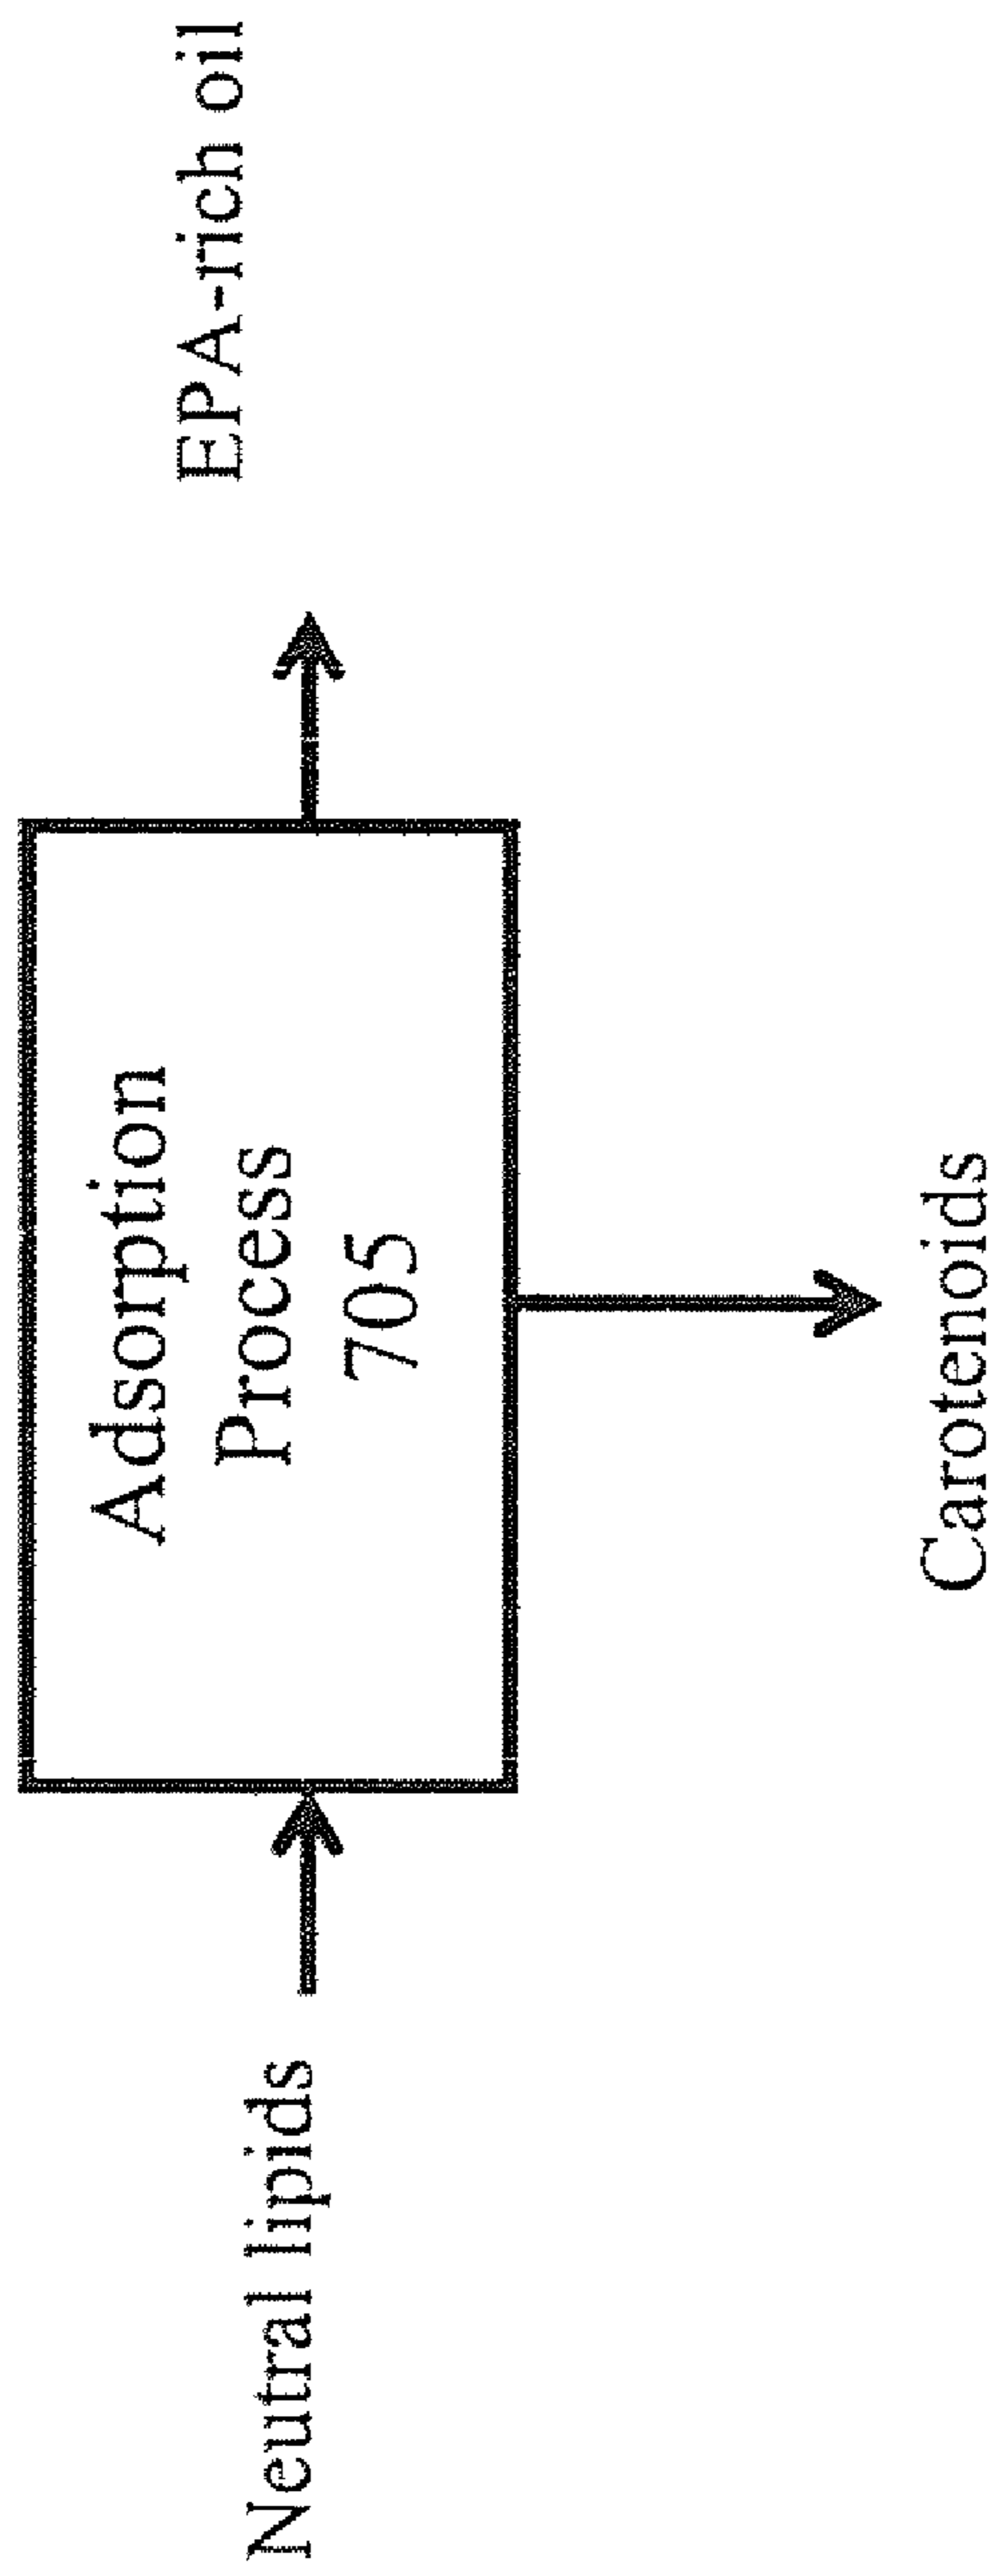 Neutral lipids
Adsorption
Process
705
EPA-rich oil
Carotenoids